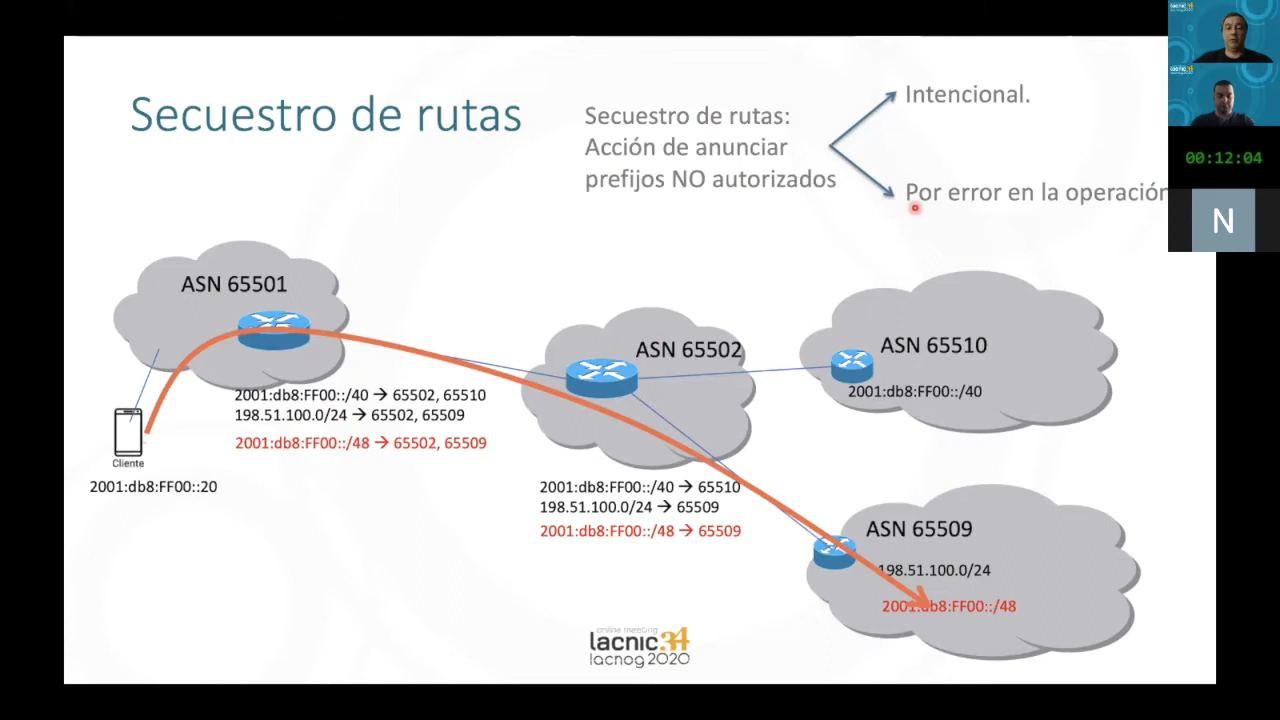 Secuestro de rutas
Secuestro de rutas:
Acción de anunciar
prefijos NO autorizados
Intencional.
Por error en la operación
00:12:04
N
ASN 65501
2001:db8:FF00::/40 → 65502, 65510
198.51.100.0/24 → 65502, 65509
2001:db8:FF00::/48 → 65502, 65509
Cliente
2001:db8:FF00::20
ASN 65502
2001:db8:FF00::/40 → 65510
198.51.100.0/24 → 65509
2001:db8:FF00::/48 → 65509
ASN 65510
2001:db8:FF00::/40
ASN 65509
198.51.100.0/24
2001:db8:FF00::/48
online meeting
lacnic34
lacnog2020